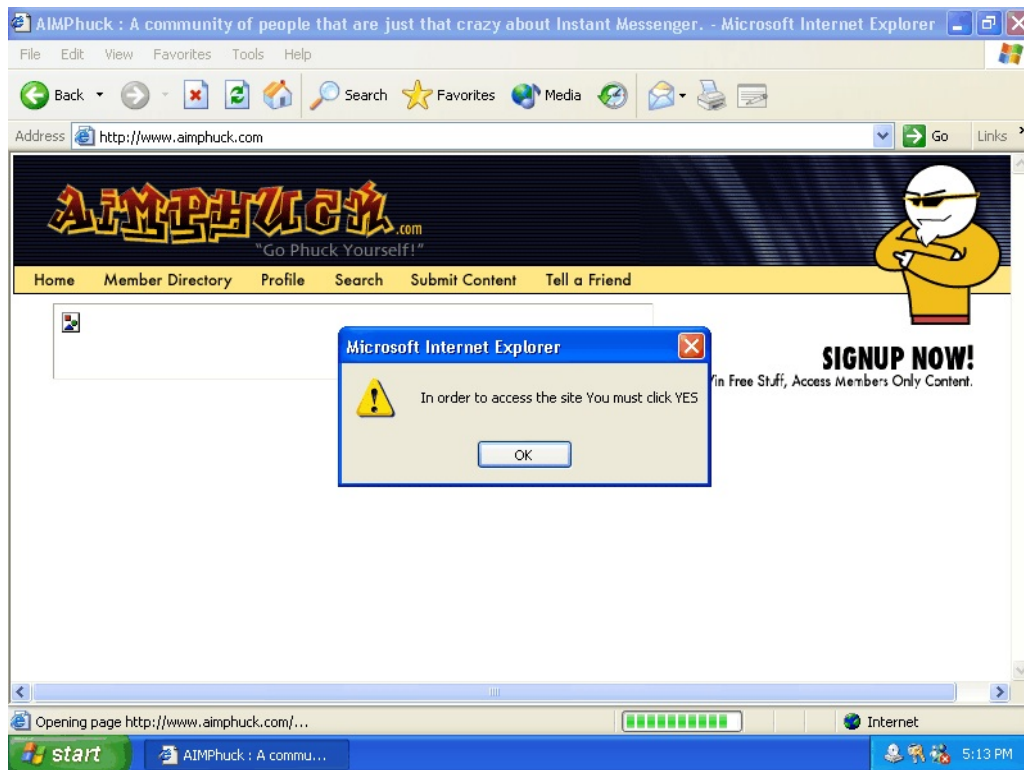 AIMPhuck : A community of people that are just that crazy about Instant Messenger. - Microsoft Internet Explorer
File Edit View Favorites Tools Help
Back Search Favorites Media
Address http://www.aimphuck.com Go Links
AIMPHUCK.com
"Go Phuck Yourself!"
Home Member Directory Profile Search Submit Content Tell a Friend
Microsoft Internet Explorer
In order to access the site You must click YES
OK
SIGNUP NOW!
in Free Stuff, Access Members Only Content.
Opening page http://www.aimphuck.com/... Internet
start AIMPhuck : A commu... 5:13 PM